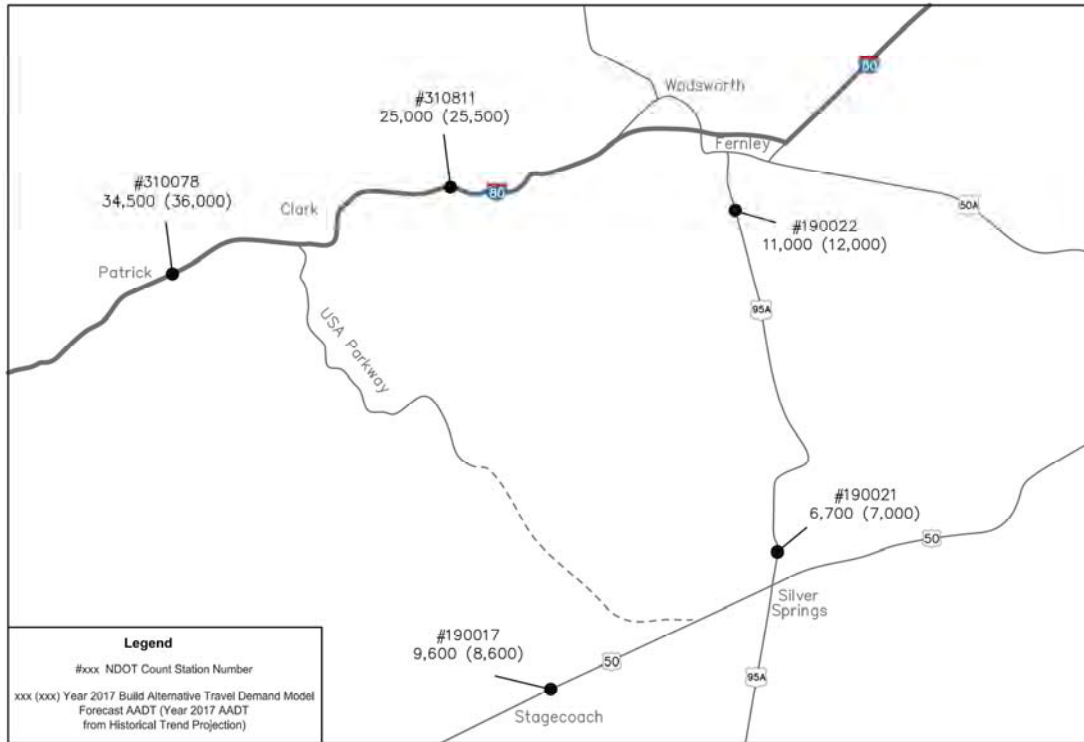 80
Wadsworth
#310811
25,000 (25,500)
Fernley
#310078
34,500 (36,000)
80
Clark
50A
#190022
11,000 (12,000)
Patrick
95A
USA Parkway
#190021
6,700 (7,000)
50
Silver
Springs
#190017
9,600 (8,600)
50
95A
Stagecoach
Legend
#xxx NDOT Count Station Number
xxx (xxx) Year 2017 Build Alternative Travel Demand Model
Forecast AADT (Year 2017 AADT
from Historical Trend Projection)